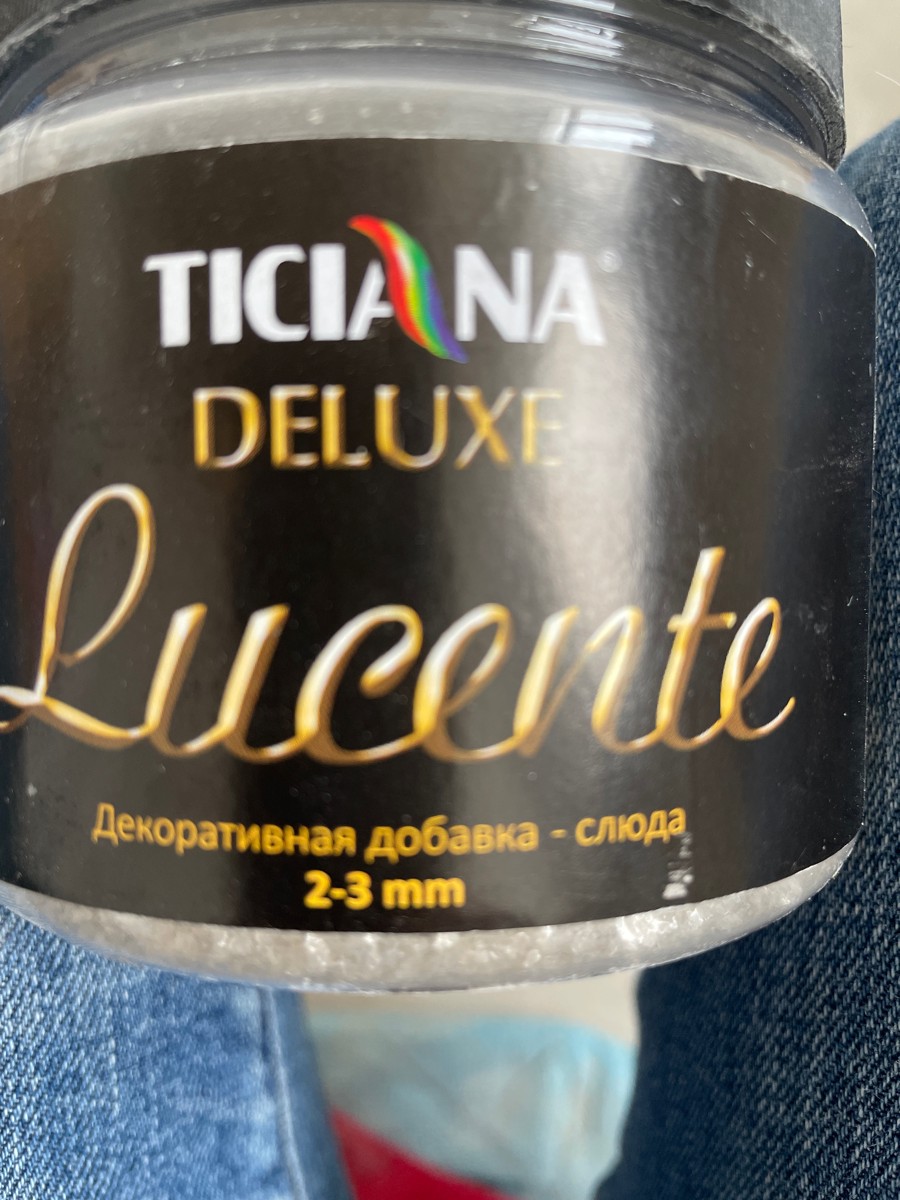 TICIANA
DELUXE
Lucente
Декоративная добавка - слюда
2-3 mm